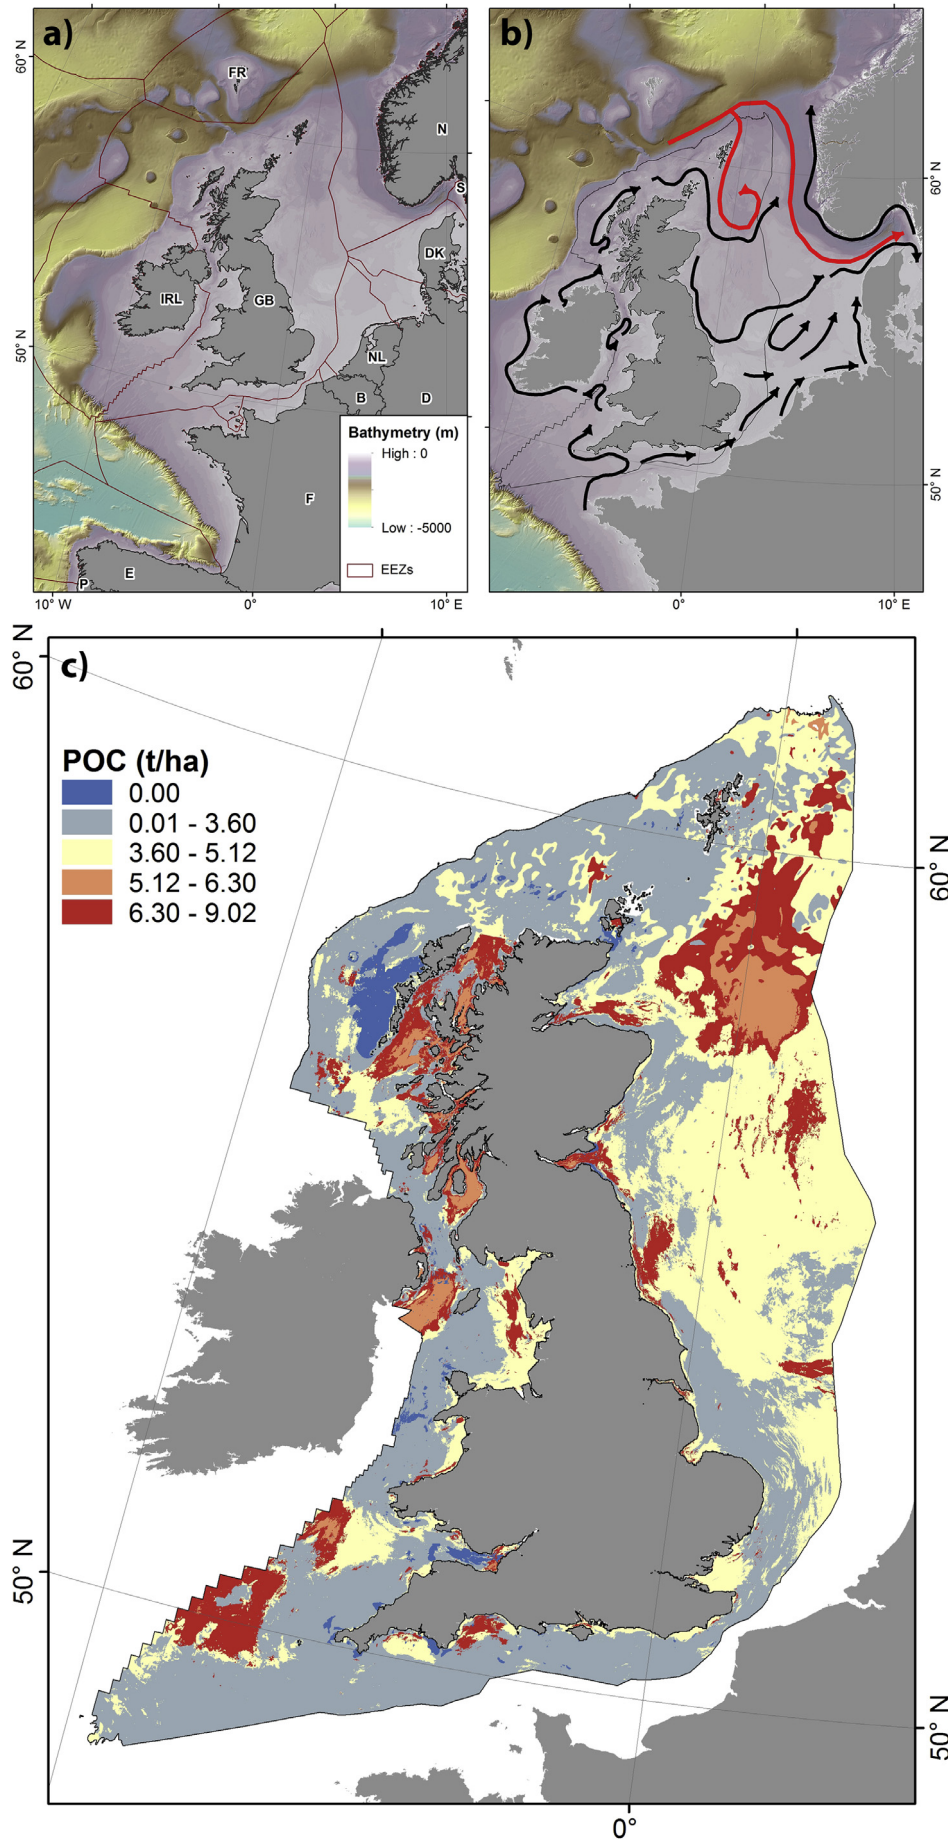 a)
60° N
FR
N
S
DK
IRL
GB
50° N
NL
B
D
Bathymetry (m)
High : 0
Low : -5000
EEZs
F
E
P
10° W
0°
10° E
b)
60° N
50° N
0°
10° E
c)
60° N
POC (t/ha)
0.00
0.01 - 3.60
3.60 - 5.12
5.12 - 6.30
6.30 - 9.02
60° N
50° N
50° N
0°